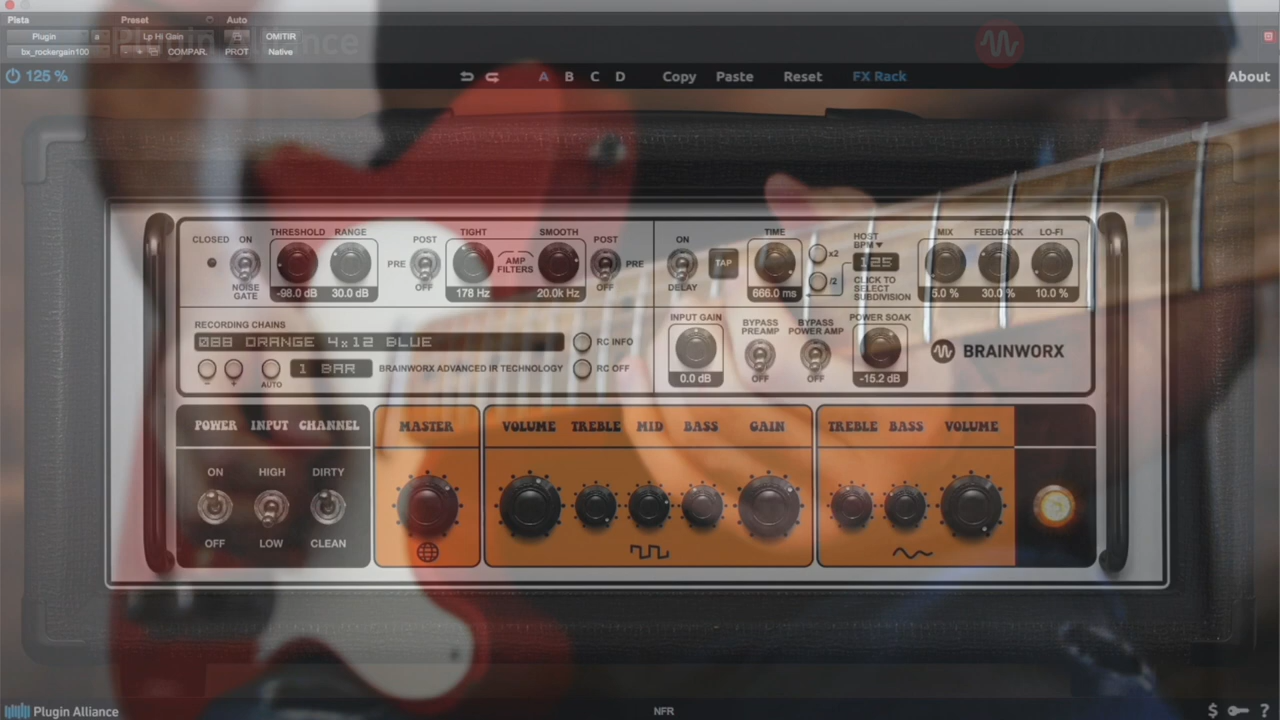 Pista Preset Auto
Plugin a Lp Hi Gain OMITIR
bx_rockergain100 - + COMPAR. PROT Native
Plugin Alliance
125 % A B C D Copy Paste Reset FX Rack About
CLOSED ON THRESHOLD RANGE POST TIGHT SMOOTH POST ON TIME HOST BPM MIX FEEDBACK LO-FI
PRE AMP FILTERS PRE TAP x2 125
/2 CLICK TO SELECT SUBDIVISION
NOISE GATE -98.0 dB 30.0 dB OFF 178 Hz 20.0k Hz OFF DELAY 666.0 ms 5.0 % 30.0 % 10.0 %
RECORDING CHAINS INPUT GAIN BYPASS PREAMP BYPASS POWER AMP POWER SOAK
088 ORANGE 4x12 BLUE RC INFO BRAINWORX
- + AUTO 1 BAR BRAINWORX ADVANCED IR TECHNOLOGY RC OFF 0.0 dB OFF OFF -15.2 dB
POWER INPUT CHANNEL MASTER VOLUME TREBLE MID BASS GAIN TREBLE BASS VOLUME
ON HIGH DIRTY
OFF LOW CLEAN
Plugin Alliance NFR $ ?